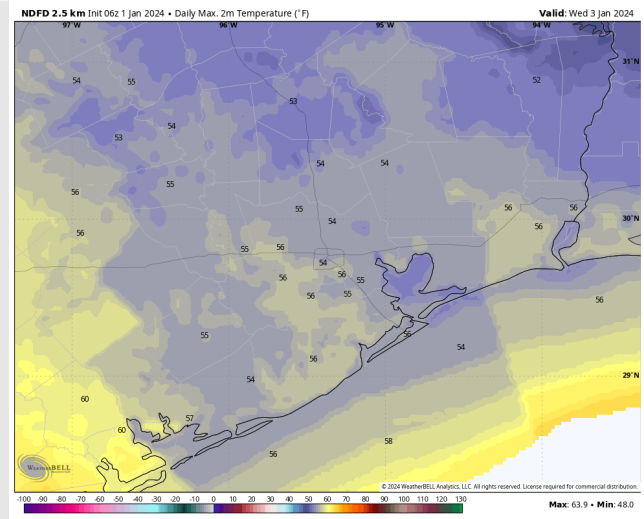 NDFD 2.5 km Init 06z 1 Jan 2024 • Daily Max. 2m Temperature (°F)
Valid: Wed 3 Jan 2024
97°W 96°W 95°W 94°W
31°N
54 55 52
53
54
53
54 54
55
56
55 56 56
54 56
56
55 56
54
56 55
56 55
56
56
55
54
56
54
29°N
60
57
60
58
56
30°N
WEATHERBELL
© 2024 WeatherBELL Analytics, LLC. All rights reserved. License required for commercial distribution.
-100 -90 -80 -70 -60 -50 -40 -30 -20 -10 0 10 20 30 40 50 60 70 80 90 100 110 120 130
Max: 63.9 • Min: 48.0